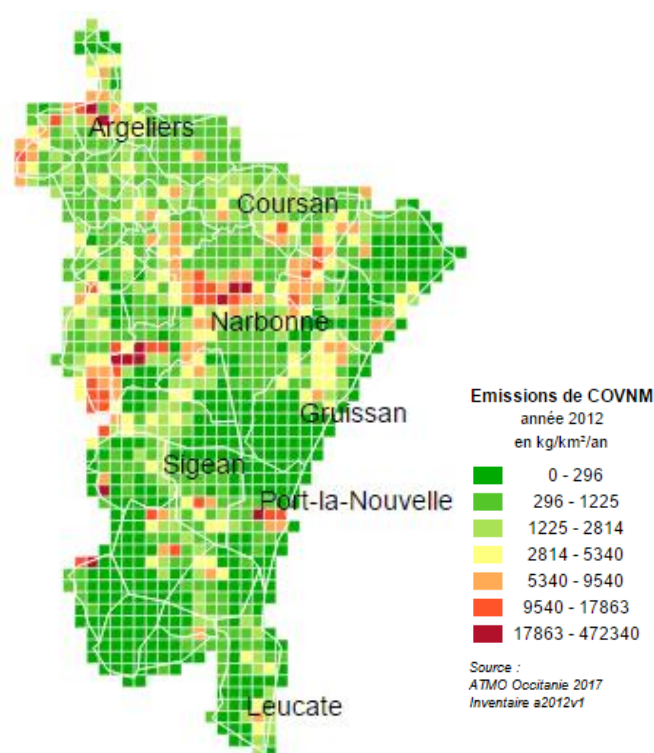 Argeliers
Coursan
Narbonne
Gruissan
Sigean
Port-la-Nouvelle
Leucate
Emissions de COVNM
année 2012
en kg/km²/an
0 - 296
296 - 1225
1225 - 2814
2814 - 5340
5340 - 9540
9540 - 17863
17863 - 472340
Source :
ATMO Occitanie 2017
Inventaire a2012v1